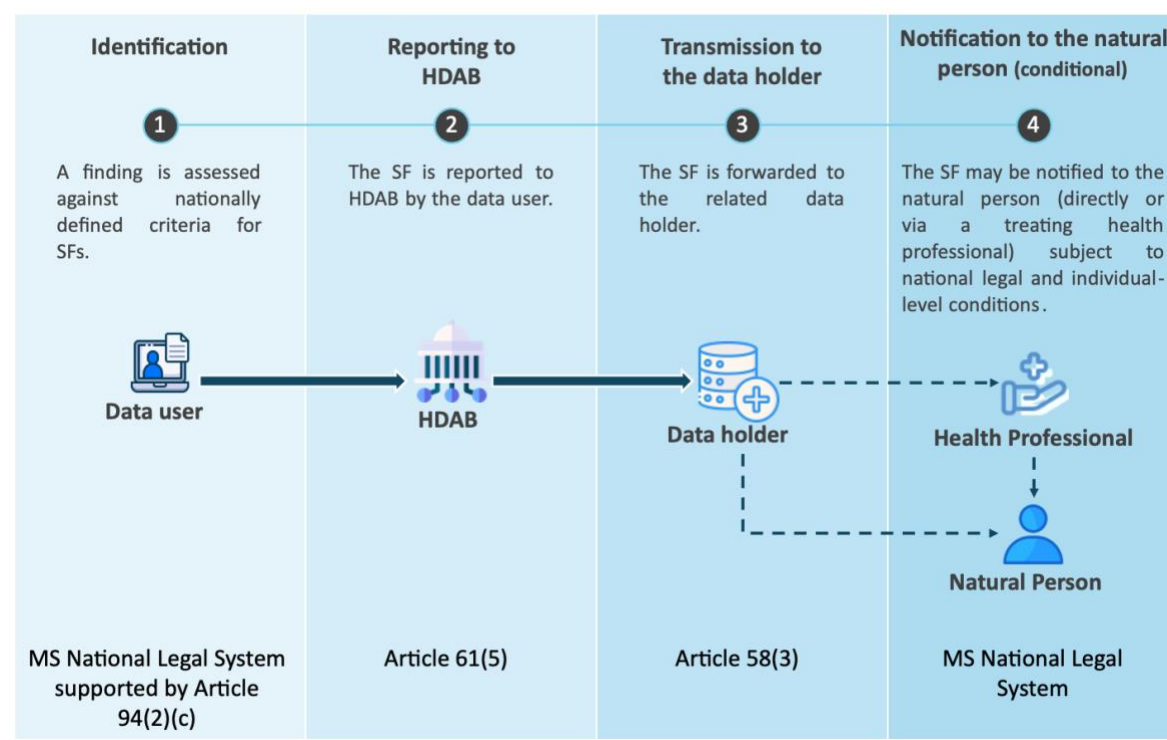 Identification
Reporting to
HDAB
Transmission to
the data holder
Notification to the natural
person (conditional)
1
2
3
4
A finding is assessed
against nationally
defined criteria for
SFs.
The SF is reported to
HDAB by the data user.
The SF is forwarded to
the related data
holder.
The SF may be notified to the
natural person (directly or
via a treating health
professional) subject to
national legal and individual-
level conditions.
Data user
HDAB
Data holder
Health Professional
Natural Person
MS National Legal System
supported by Article
94(2)(c)
Article 61(5)
Article 58(3)
MS National Legal
System